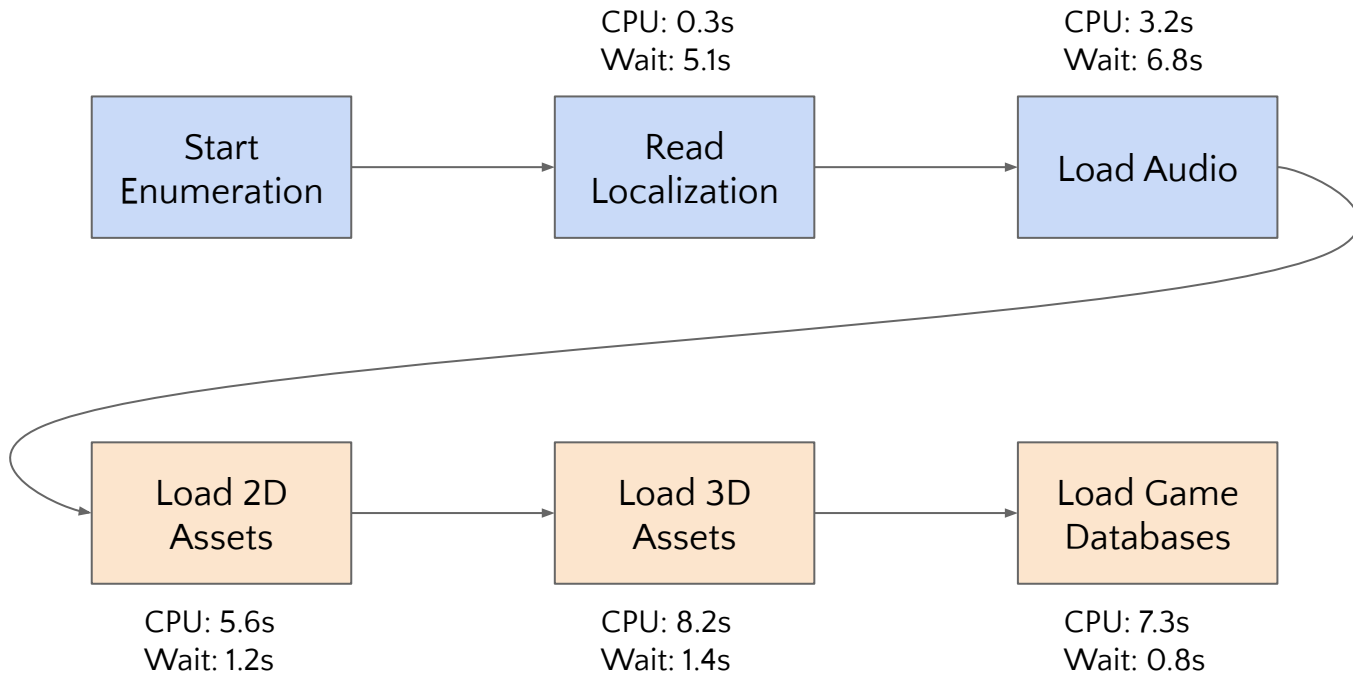 CPU: 0.3s
Wait: 5.1s
CPU: 3.2s
Wait: 6.8s
Start
Enumeration
Read
Localization
Load Audio
Load 2D
Assets
Load 3D
Assets
Load Game
Databases
CPU: 5.6s
Wait: 1.2s
CPU: 8.2s
Wait: 1.4s
CPU: 7.3s
Wait: 0.8s